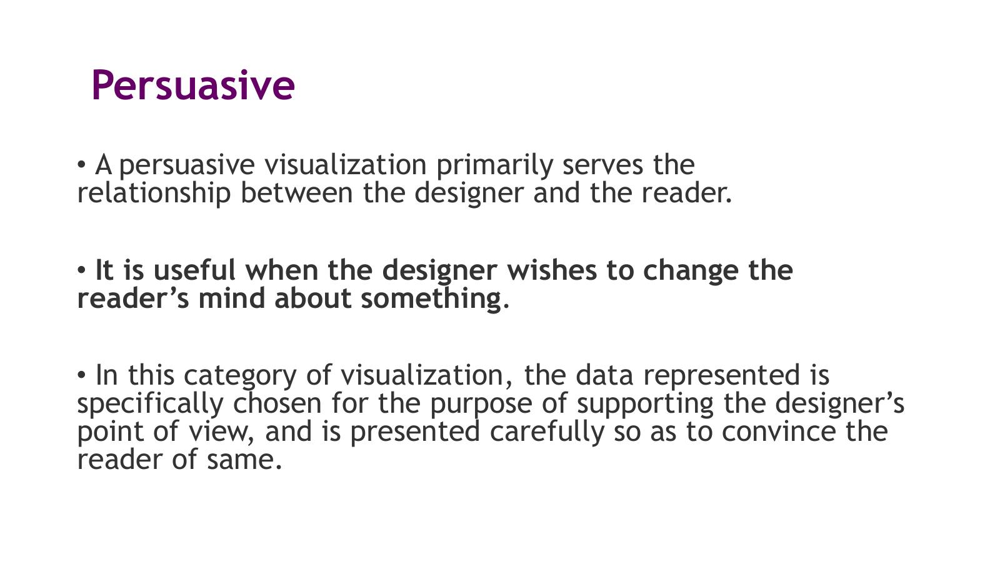 Persuasive
• A persuasive visualization primarily serves the
relationship between the designer and the reader.
• It is useful when the designer wishes to change the
reader’s mind about something.
• In this category of visualization, the data represented is
specifically chosen for the purpose of supporting the designer’s
point of view, and is presented carefully so as to convince the
reader of same.